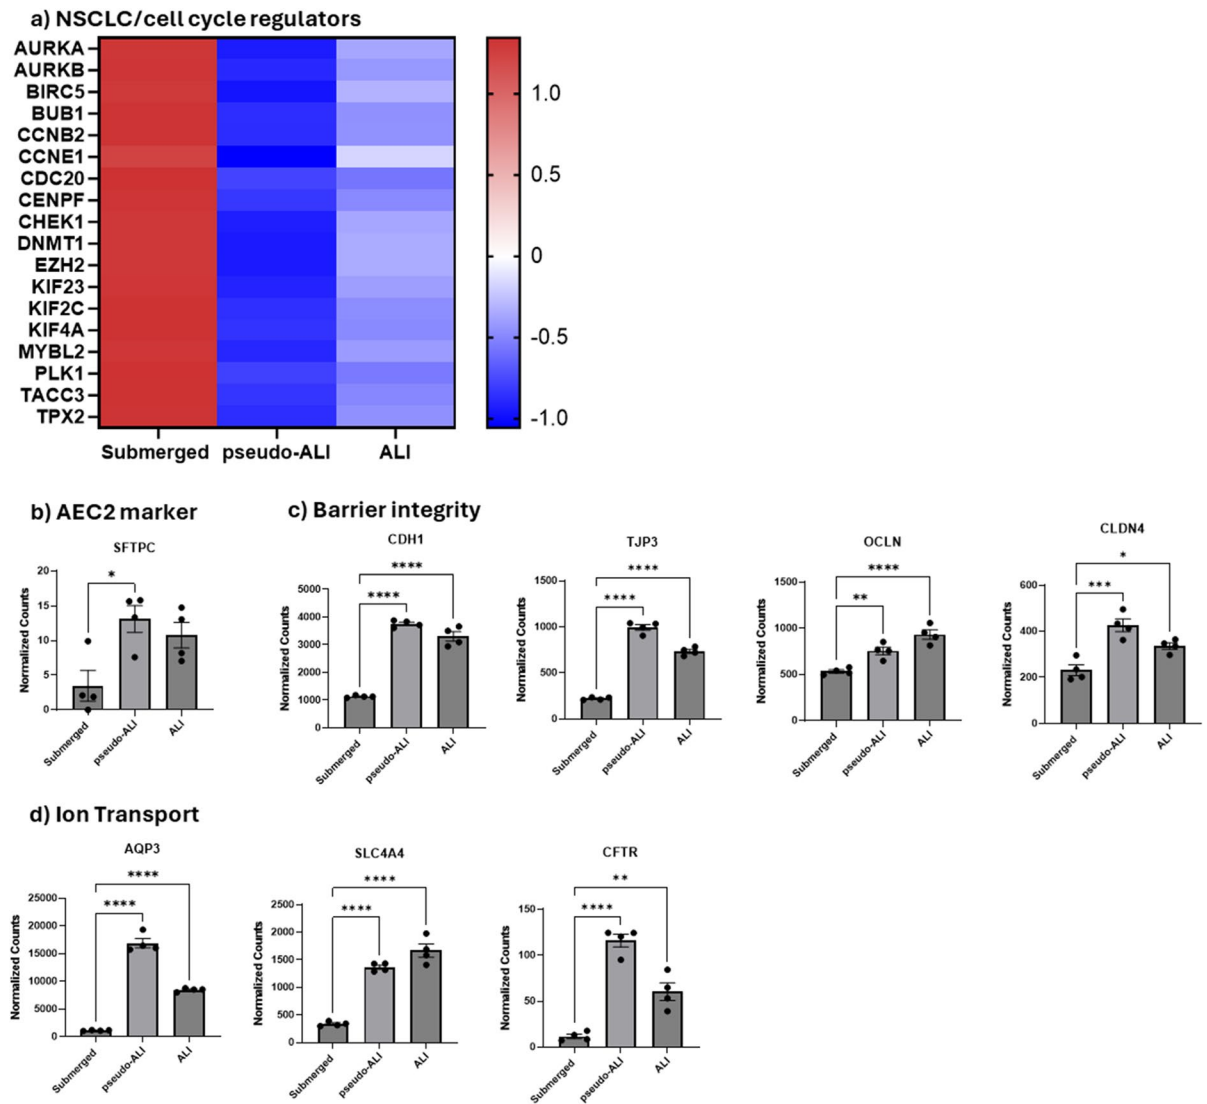 a) NSCLC/cell cycle regulators
AURKA
AURKB
BIRC5
BUB1
CCNB2
CCNE1
CDC20
CENPF
CHEK1
DNMT1
EZH2
KIF23
KIF2C
KIF4A
MYBL2
PLK1
TACC3
TPX2
1.0
0.5
0
-0.5
-1.0
Submerged pseudo-ALI ALI
b) AEC2 marker
SFTPC
Normalized Counts
20
15
10
5
0
*
Submerged
pseudo-ALI
ALI
c) Barrier integrity
CDH1
Normalized Counts
5000
4000
3000
2000
1000
0
****
****
Submerged
pseudo-ALI
ALI
TJP3
Normalized Counts
1500
1000
500
0
****
****
Submerged
pseudo-ALI
ALI
OCLN
Normalized Counts
1500
1000
500
0
****
**
Submerged
pseudo-ALI
ALI
CLDN4
Normalized Counts
600
400
200
0
*
***
Submerged
pseudo-ALI
ALI
d) Ion Transport
AQP3
Normalized Counts
25000
20000
15000
10000
5000
0
****
****
Submerged
pseudo-ALI
ALI
SLC4A4
Normalized Counts
2500
2000
1500
1000
500
0
****
****
Submerged
pseudo-ALI
ALI
CFTR
Normalized Counts
150
100
50
0
**
****
Submerged
pseudo-ALI
ALI